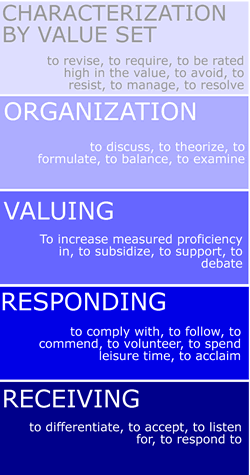 CHARACTERIZATION
BY VALUE SET
to revise, to require, to be rated
high in the value, to avoid, to
resist, to manage, to resolve
ORGANIZATION
to discuss, to theorize, to
formulate, to balance, to examine
VALUING
To increase measured proficiency
in, to subsidize, to support, to
debate
RESPONDING
to comply with, to follow, to
commend, to volunteer, to spend
leisure time, to acclaim
RECEIVING
to differentiate, to accept, to listen
for, to respond to